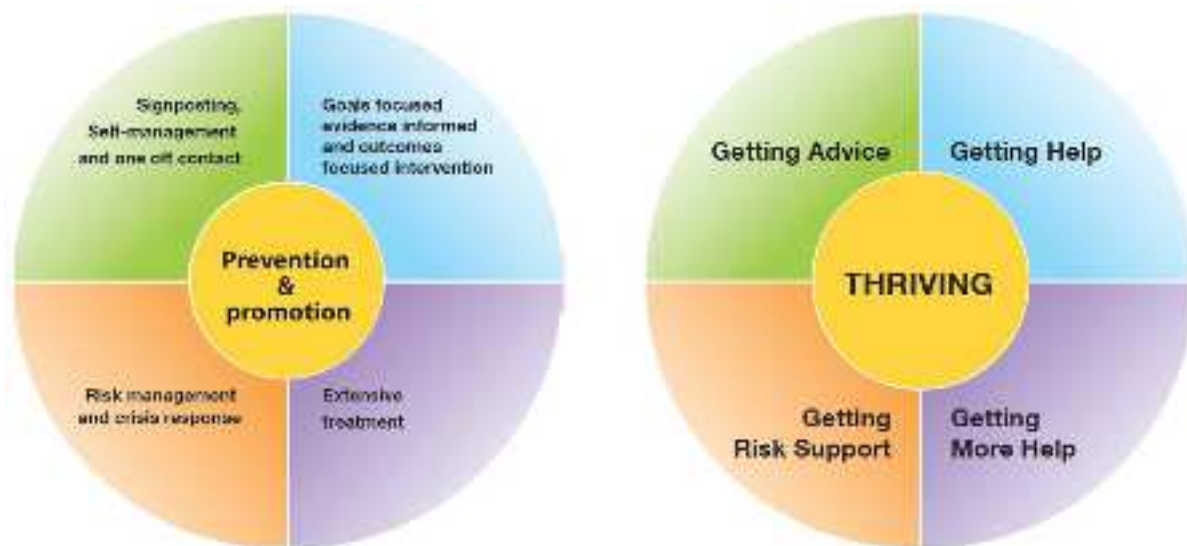 Signposting,
Self-management
and one off contact
Goals focused
evidence informed
and outcomes
focused intervention
Prevention
&
promotion
Risk management
and crisis response
Extensive
treatment
Getting Advice
Getting Help
THRIVING
Getting
Risk Support
Getting
More Help